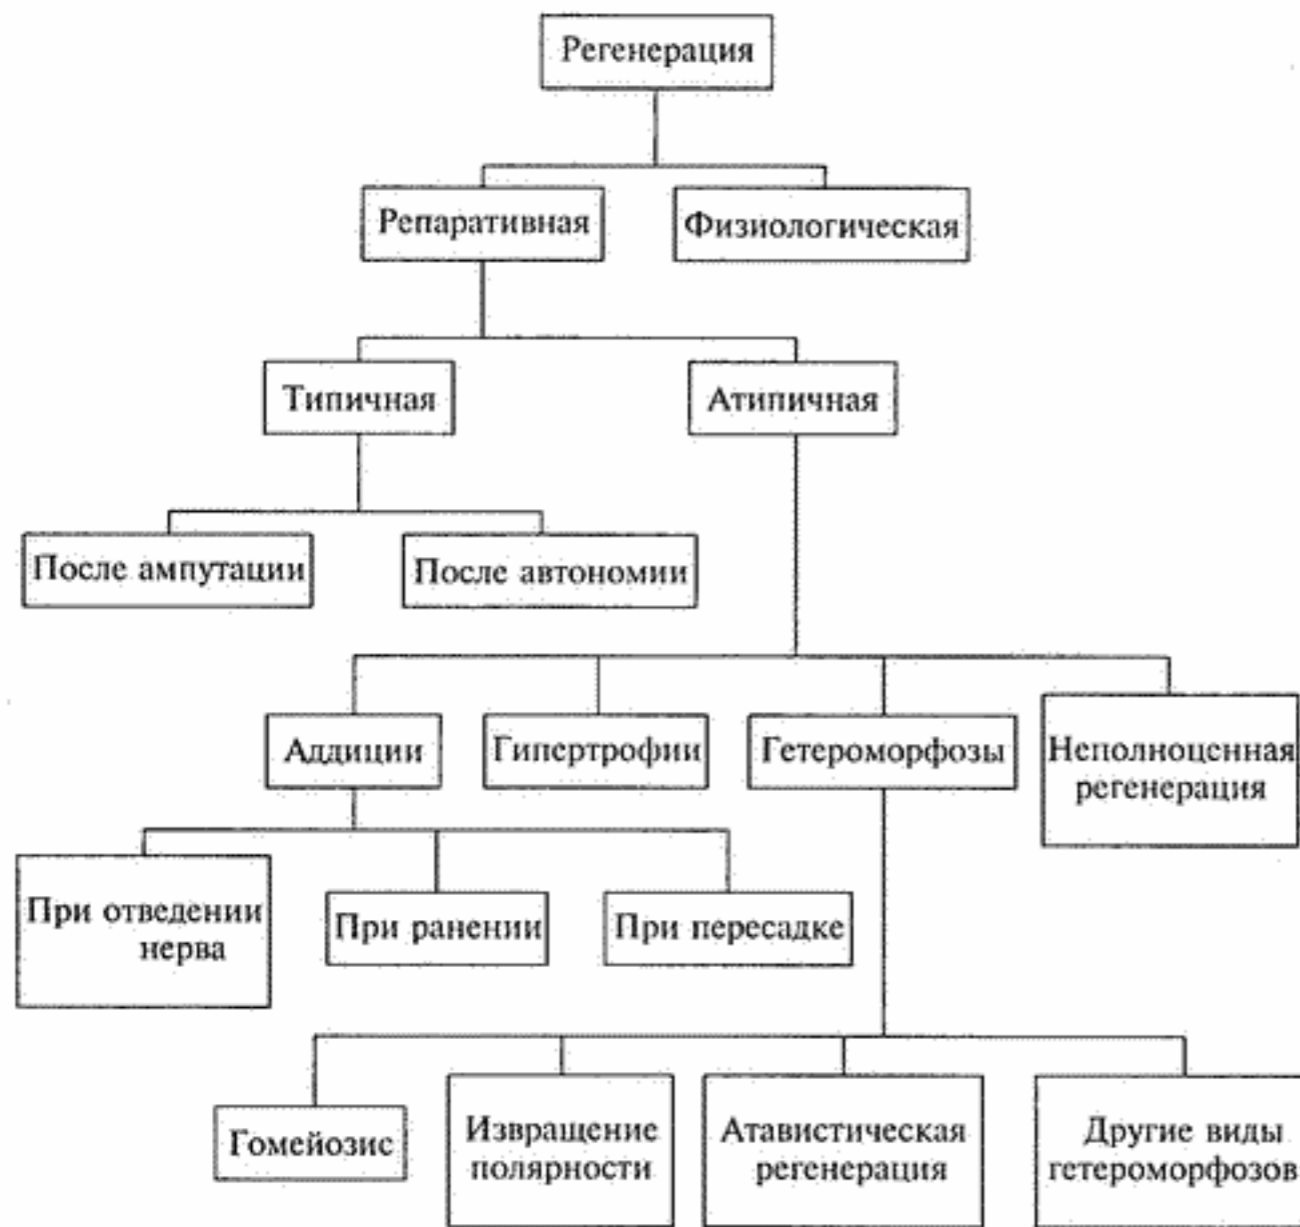 Регенерация
Репаративная
Физиологическая
Типичная
Атипичная
После ампутации
После автономии
Аддиции
Гипертрофии
Гетероморфозы
Неполноценная
регенерация
При отведении
нерва
При ранении
При пересадке
Гомейозис
Извращение
полярности
Атавистическая
регенерация
Другие виды
гетероморфозов